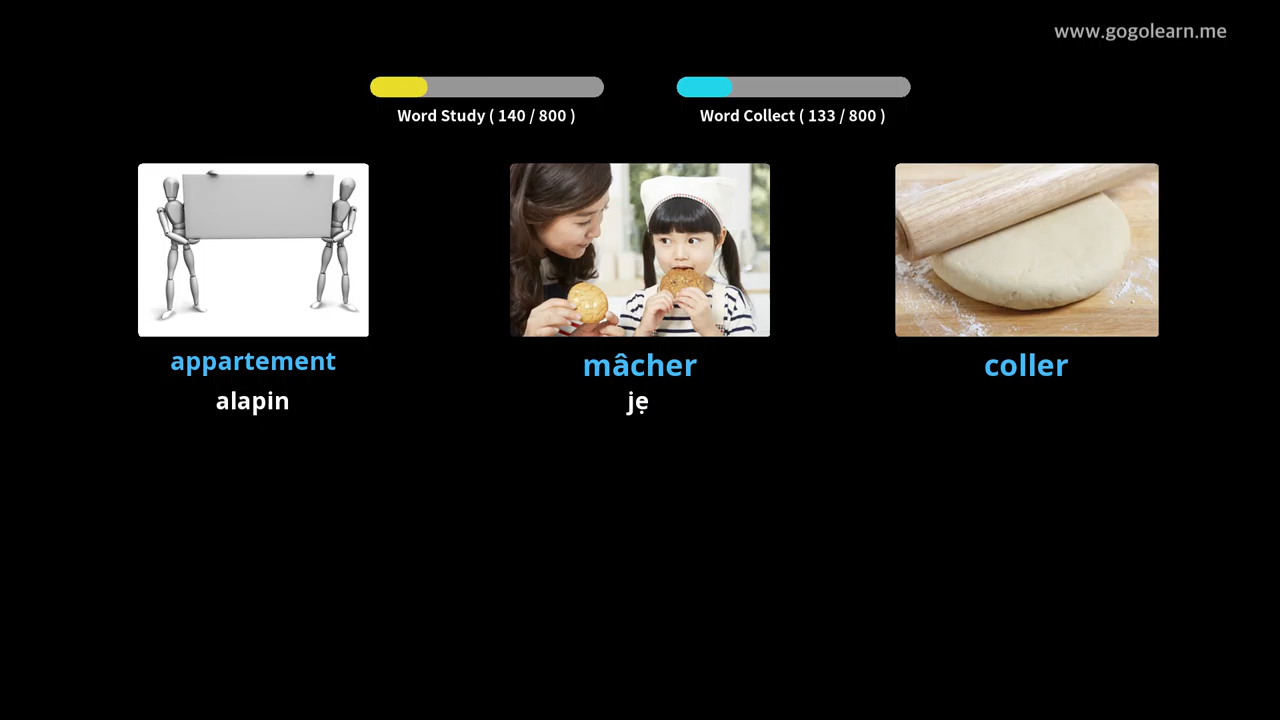 www.gogolearn.me
Word Study ( 140 / 800 )
Word Collect ( 133 / 800 )
appartement
alapin
mâcher
jẹ
coller